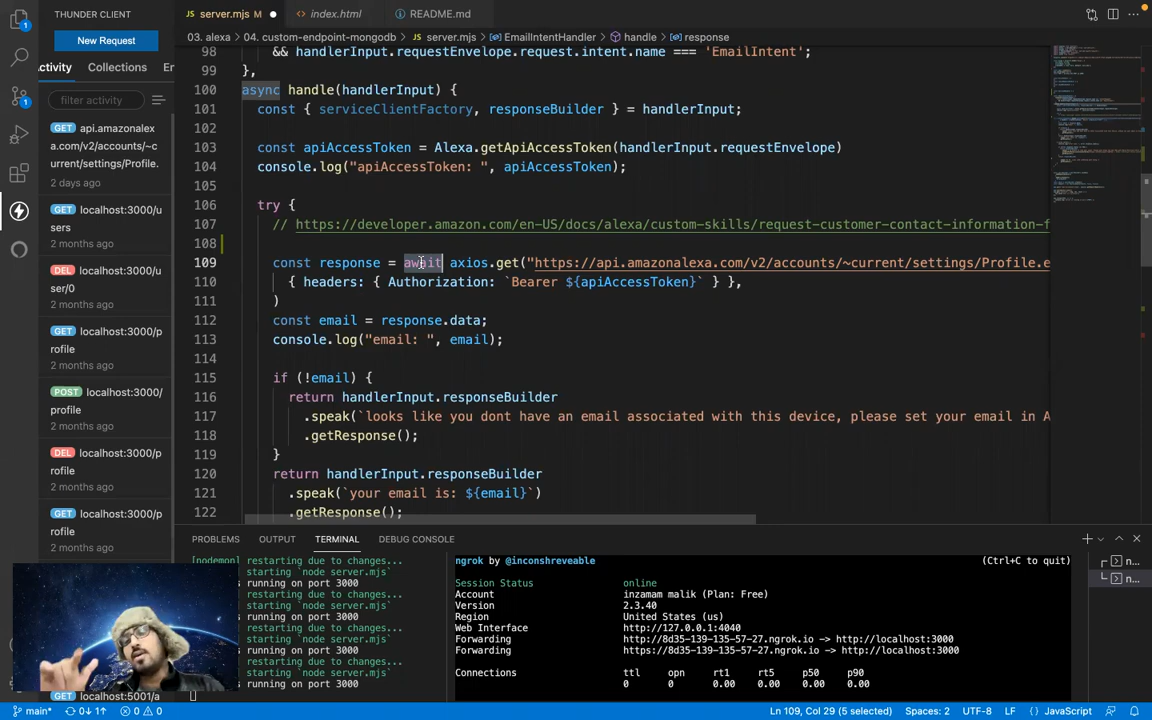 THUNDER CLIENT
New Request
ctivity Collections En
filter activity
GET api.amazonalex
a.com/v2/accounts/~c
urrent/settings/Profile.
2 days ago
GET localhost:3000/u
sers
2 months ago
DEL localhost:3000/u
ser/0
2 months ago
GET localhost:3000/p
rofile
2 months ago
POST localhost:3000/
profile
2 months ago
DEL localhost:3000/p
rofile
2 months ago
GET localhost:3000/p
rofile
2 months ago
GET localhost:5001/a
server.mjs M index.html README.md
03. alexa > 04. custom-endpoint-mongodb > server.mjs > EmailIntentHandler > handle > response
98 && handlerInput.requestEnvelope.request.intent.name === 'EmailIntent';
99 },
100 async handle(handlerInput) {
101 const { serviceClientFactory, responseBuilder } = handlerInput;
102
103 const apiAccessToken = Alexa.getApiAccessToken(handlerInput.requestEnvelope)
104 console.log("apiAccessToken: ", apiAccessToken);
105
106 try {
107 // https://developer.amazon.com/en-US/docs/alexa/custom-skills/request-customer-contact-information-f
108
109 const response = await axios.get("https://api.amazonalexa.com/v2/accounts/~current/settings/Profile.e
110 { headers: { Authorization: `Bearer ${apiAccessToken}` } },
111 )
112 const email = response.data;
113 console.log("email: ", email);
114
115 if (!email) {
116 return handlerInput.responseBuilder
117 .speak(`looks like you dont have an email associated with this device, please set your email in A
118 .getResponse();
119 }
120 return handlerInput.responseBuilder
121 .speak(`your email is: ${email}`)
122 .getResponse();
PROBLEMS OUTPUT TERMINAL DEBUG CONSOLE
[nodemon] restarting due to changes...
starting `node server.mjs`
running on port 3000
restarting due to changes...
starting `node server.mjs`
running on port 3000
restarting due to changes...
starting `node server.mjs`
running on port 3000
restarting due to changes...
starting `node server.mjs`
running on port 3000
ngrok by @inconshreveable (Ctrl+C to quit)
Session Status online
Account inzamam malik (Plan: Free)
Version 2.3.40
Region United States (us)
Web Interface http://127.0.0.1:4040
Forwarding http://8d35-139-135-57-27.ngrok.io -> http://localhost:3000
Forwarding https://8d35-139-135-57-27.ngrok.io -> http://localhost:3000
Connections ttl opn rt1 rt5 p50 p90
0 0 0.00 0.00 0.00 0.00
n...
n...
main* 0↓ 1↑ 0 0 Ln 109, Col 29 (5 selected) Spaces: 2 UTF-8 LF {} JavaScript